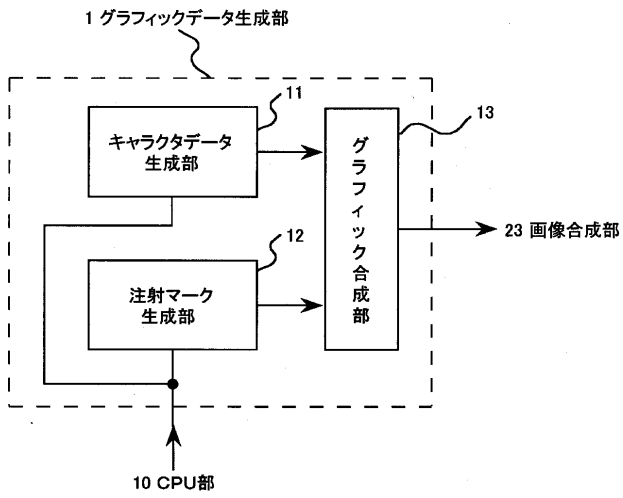 1 グラフィックデータ生成部
11
キャラクタデータ
生成部
12
注射マーク
生成部
13
グラフィック合成部
23 画像合成部
10 CPU部